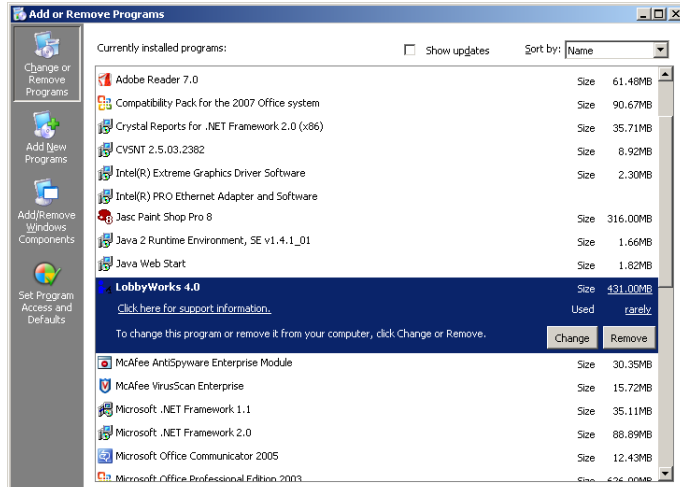 Add or Remove Programs
Change or
Remove
Programs
Add New
Programs
Add/Remove
Windows
Components
Set Program
Access and
Defaults
Currently installed programs:
Show updates
Sort by: Name
Adobe Reader 7.0 Size 61.48MB
Compatibility Pack for the 2007 Office system Size 90.67MB
Crystal Reports for .NET Framework 2.0 (x86) Size 35.71MB
CVSNT 2.5.03.2382 Size 8.92MB
Intel(R) Extreme Graphics Driver Software Size 2.30MB
Intel(R) PRO Ethernet Adapter and Software
Jasc Paint Shop Pro 8 Size 316.00MB
Java 2 Runtime Environment, SE v1.4.1_01 Size 1.66MB
Java Web Start Size 1.82MB
LobbyWorks 4.0 Size 431.00MB
Click here for support information. Used rarely
To change this program or remove it from your computer, click Change or Remove. Change Remove
McAfee AntiSpyware Enterprise Module Size 30.35MB
McAfee VirusScan Enterprise Size 15.72MB
Microsoft .NET Framework 1.1 Size 35.11MB
Microsoft .NET Framework 2.0 Size 88.89MB
Microsoft Office Communicator 2005 Size 12.43MB
Microsoft Office Professional Edition 2003 Size 626.00MB